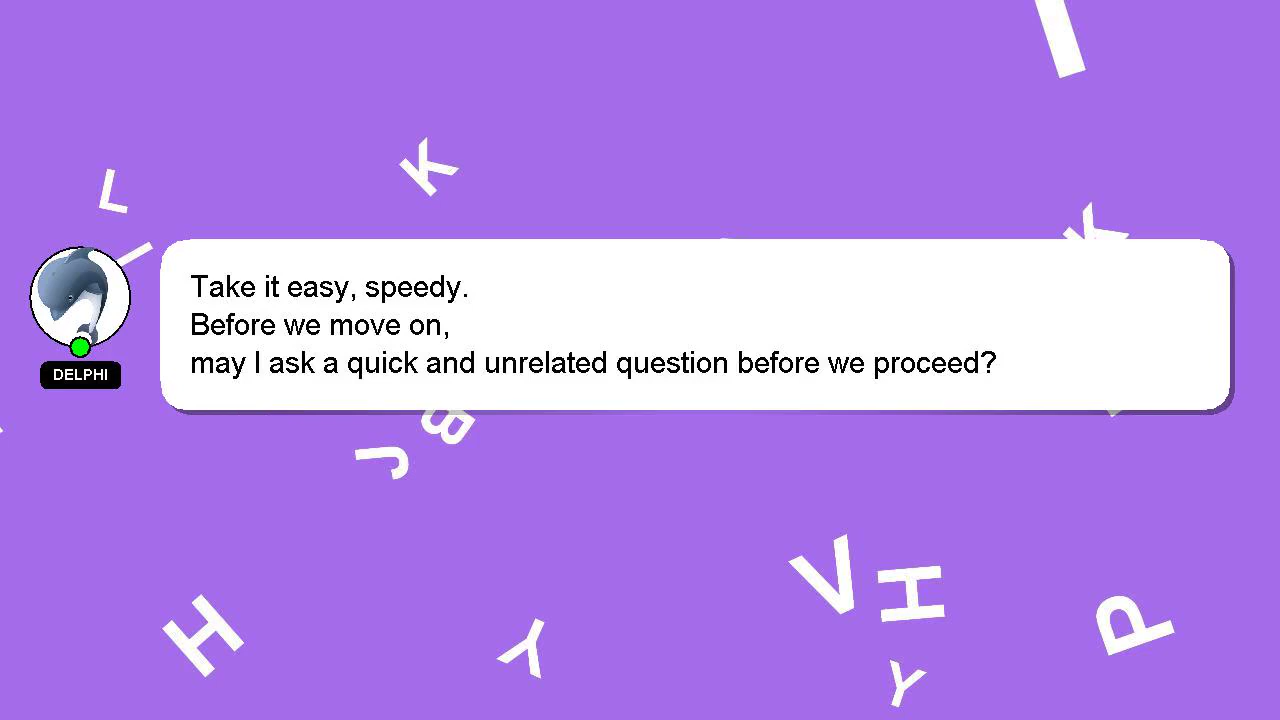 I
K
L
K
DELPHI
Take it easy, speedy.
Before we move on,
may I ask a quick and unrelated question before we proceed?
B
J
V
H
P
H
Y
Y